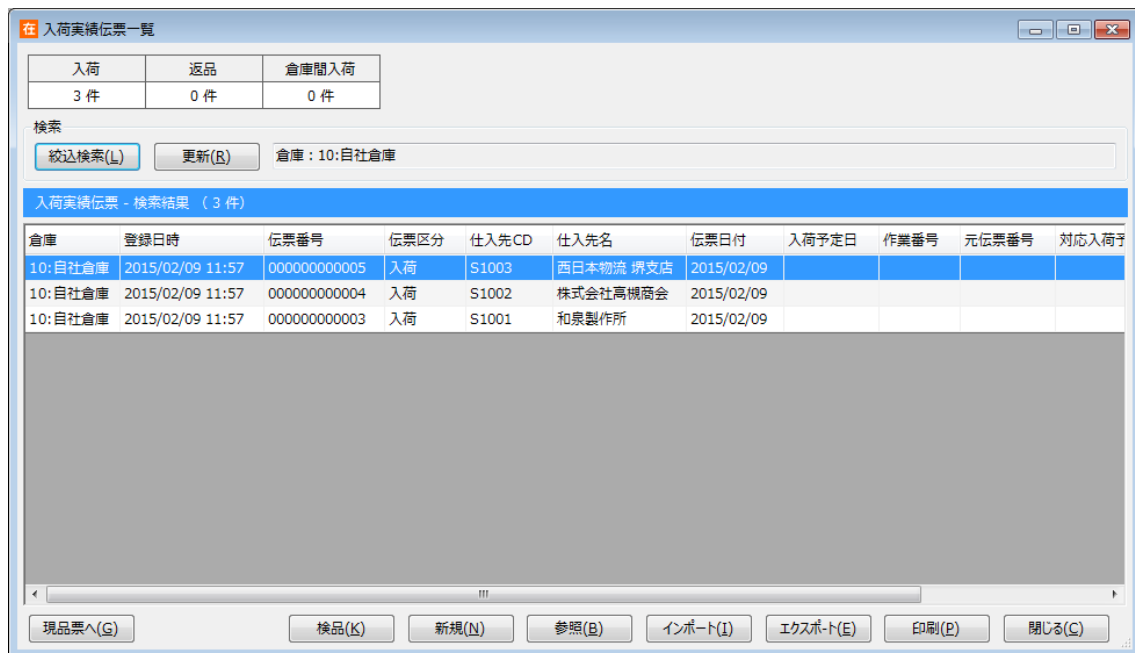 在 入荷実績伝票一覧
入荷 返品 倉庫間入荷
3 件 0 件 0 件
検索
絞込検索(L) 更新(R) 倉庫：10:自社倉庫
入荷実績伝票 - 検索結果 （ 3 件）
倉庫 登録日時 伝票番号 伝票区分 仕入先CD 仕入先名 伝票日付 入荷予定日 作業番号 元伝票番号 対応入荷予
10:自社倉庫 2015/02/09 11:57 000000000005 入荷 S1003 西日本物流 堺支店 2015/02/09
10:自社倉庫 2015/02/09 11:57 000000000004 入荷 S1002 株式会社高槻商会 2015/02/09
10:自社倉庫 2015/02/09 11:57 000000000003 入荷 S1001 和泉製作所 2015/02/09
現品票へ(G) 検品(K) 新規(N) 参照(B) インポート(I) エクスポート(E) 印刷(P) 閉じる(C)